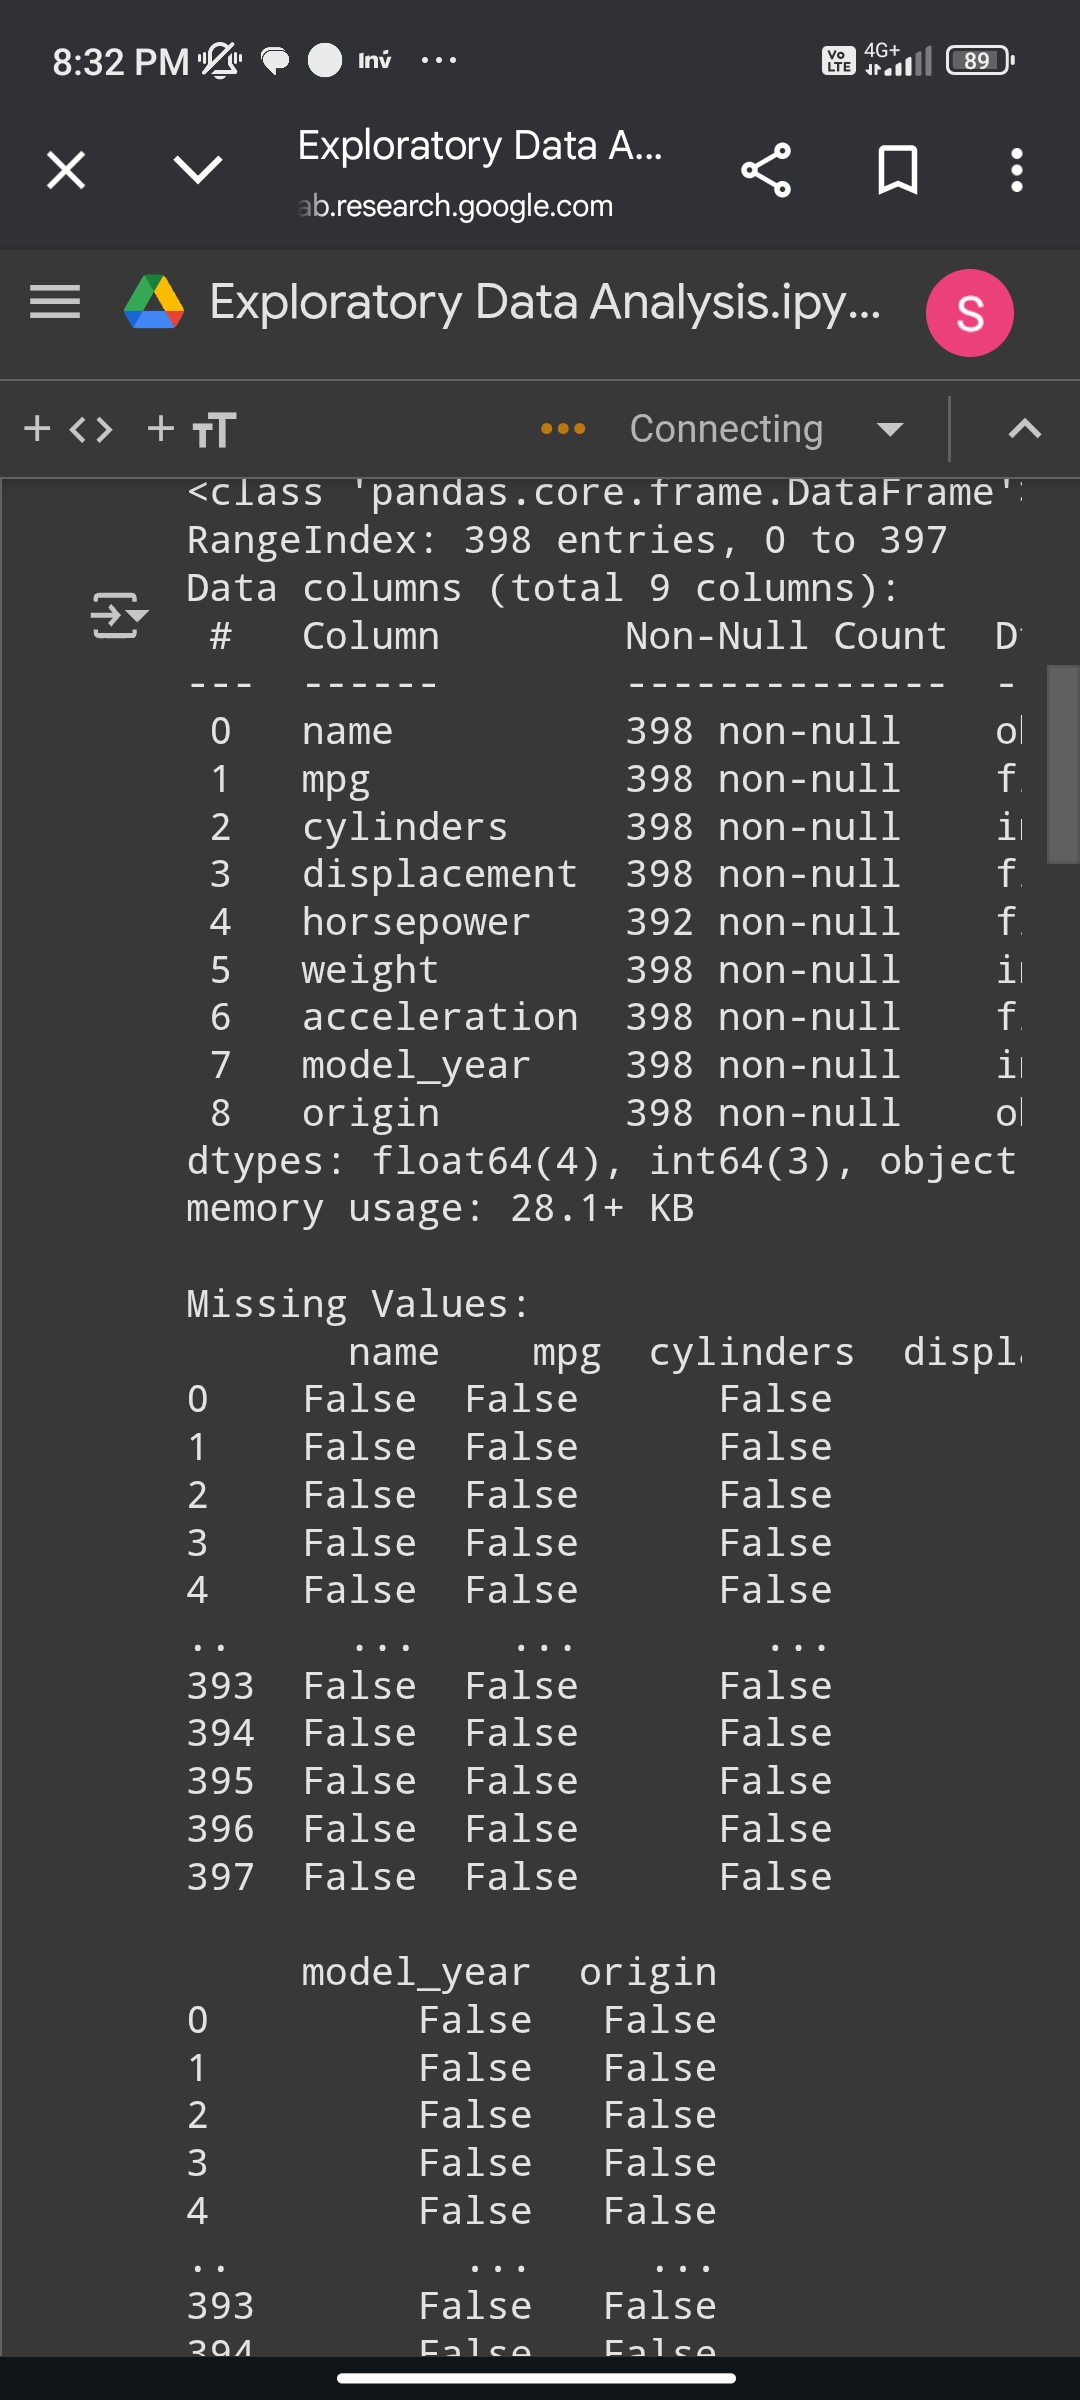 8:32 PM Inv ... Vo LTE 4G+ 89
Exploratory Data A...
ab.research.google.com
Exploratory Data Analysis.ipy...
S
+ <> + TT ... Connecting
<class 'pandas.core.frame.DataFrame'>
RangeIndex: 398 entries, 0 to 397
Data columns (total 9 columns):
 #   Column        Non-Null Count
---  ------        --------------  -
 0   name          398 non-null
 1   mpg           398 non-null
 2   cylinders     398 non-null
 3   displacement  398 non-null
 4   horsepower    392 non-null
 5   weight        398 non-null
 6   acceleration  398 non-null
 7   model_year    398 non-null
 8   origin        398 non-null
dtypes: float64(4), int64(3), object
memory usage: 28.1+ KB
Missing Values:
       name    mpg  cylinders  displ
0     False  False      False
1     False  False      False
2     False  False      False
3     False  False      False
4     False  False      False
..      ...    ...        ...
393   False  False      False
394   False  False      False
395   False  False      False
396   False  False      False
397   False  False      False
     model_year  origin
0         False   False
1         False   False
2         False   False
3         False   False
4         False   False
..          ...     ...
393       False   False
394       False   False